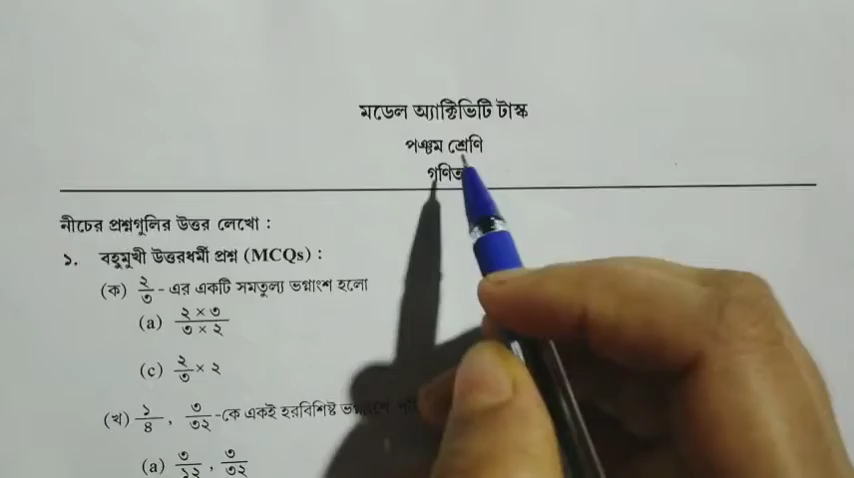 মডেল অ্যাক্টিভিটি টাস্ক
পঞ্চম শ্রেণি
গণিত
নীচের প্রশ্নগুলির উত্তর লেখো :
১. বহুমুখী উত্তরধর্মী প্রশ্ন (MCQs) :
(ক) ২/৩ - এর একটি সমতুল্য ভগ্নাংশ হলো
(a) ২ × ৩ / ৩ × ২
(c) ২/৩ × ২
(খ) ১/৪ , ৩/৩২ -কে একই হরবিশিষ্ট ভগ্নাংশে
(a) ৩/১২ , ৩/৩২